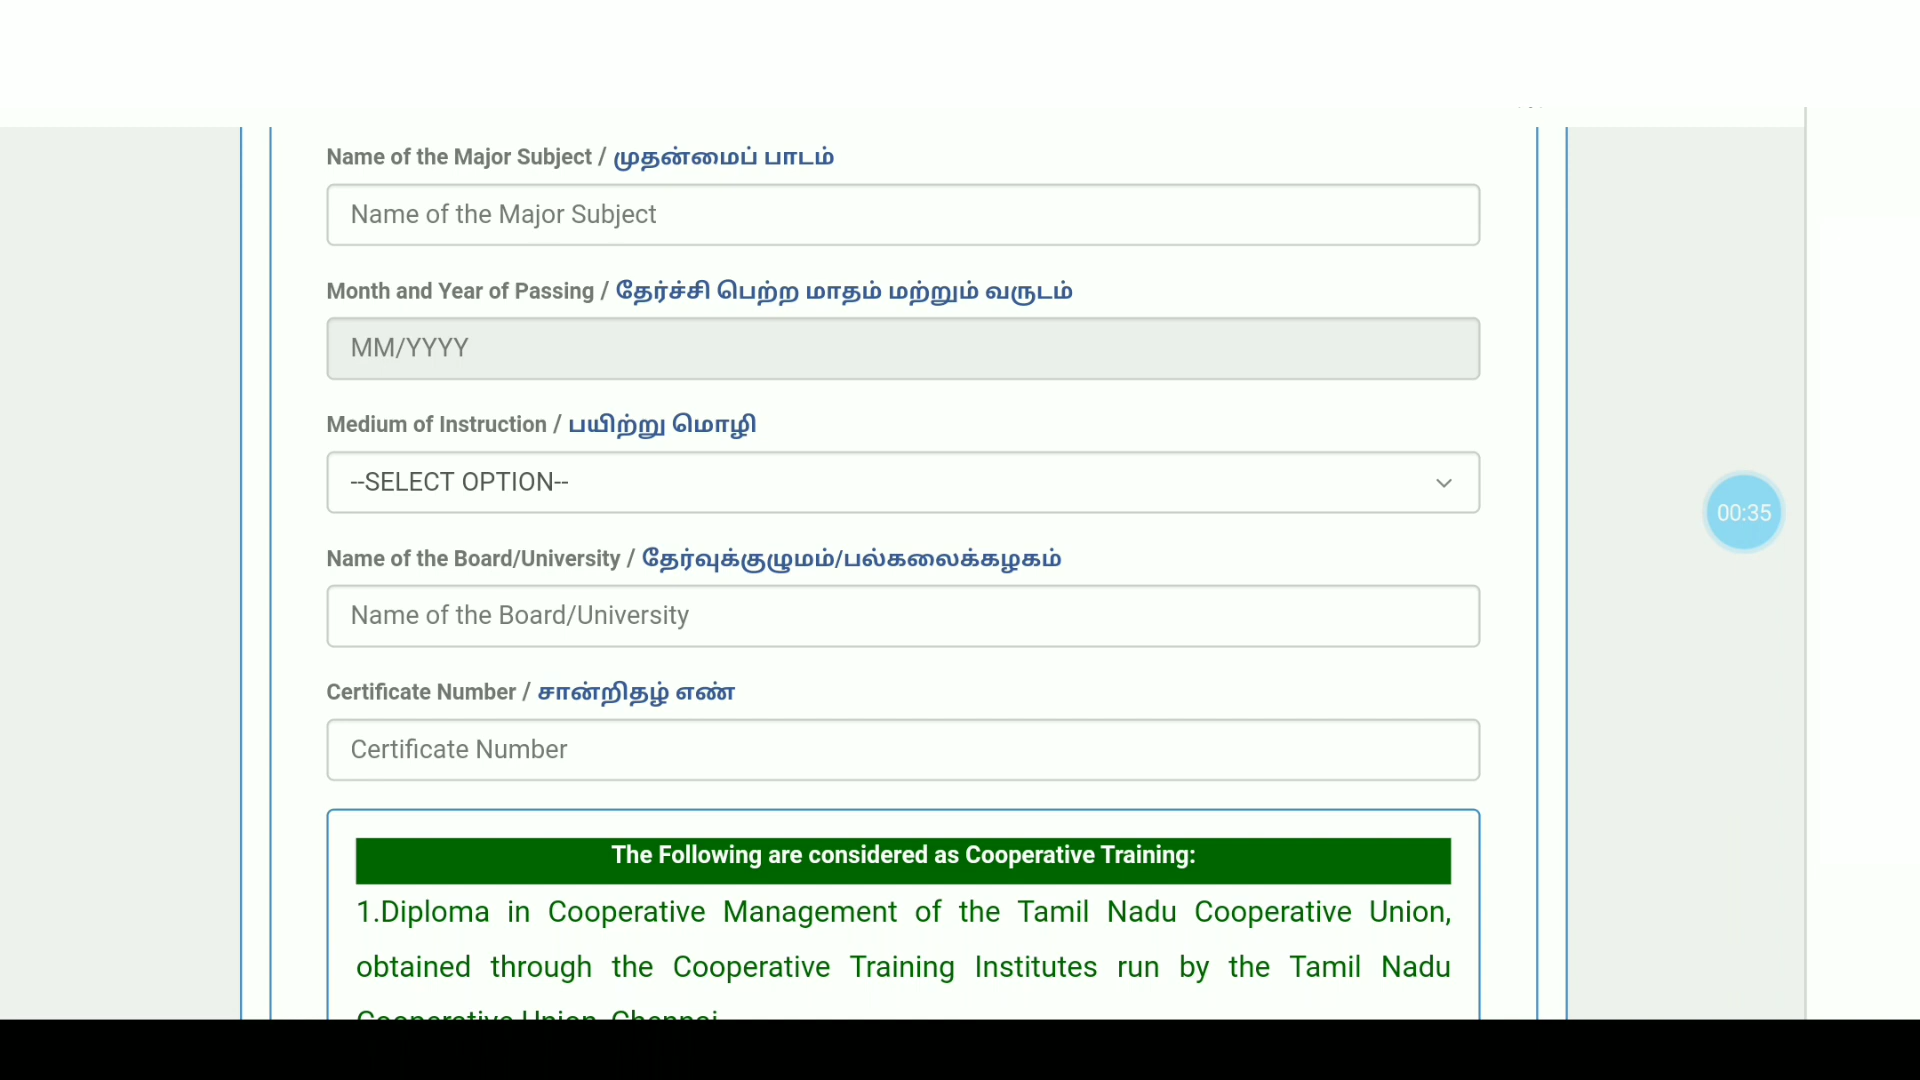 Name of the Major Subject / முதன்மைப் பாடம்
Name of the Major Subject
Month and Year of Passing / தேர்ச்சி பெற்ற மாதம் மற்றும் வருடம்
MM/YYYY
Medium of Instruction / பயிற்று மொழி
--SELECT OPTION--
00:35
Name of the Board/University / தேர்வுக்குழுமம்/பல்கலைக்கழகம்
Name of the Board/University
Certificate Number / சான்றிதழ் எண்
Certificate Number
The Following are considered as Cooperative Training:
1.Diploma in Cooperative Management of the Tamil Nadu Cooperative Union,
obtained through the Cooperative Training Institutes run by the Tamil Nadu
Cooperative Union, Chennai